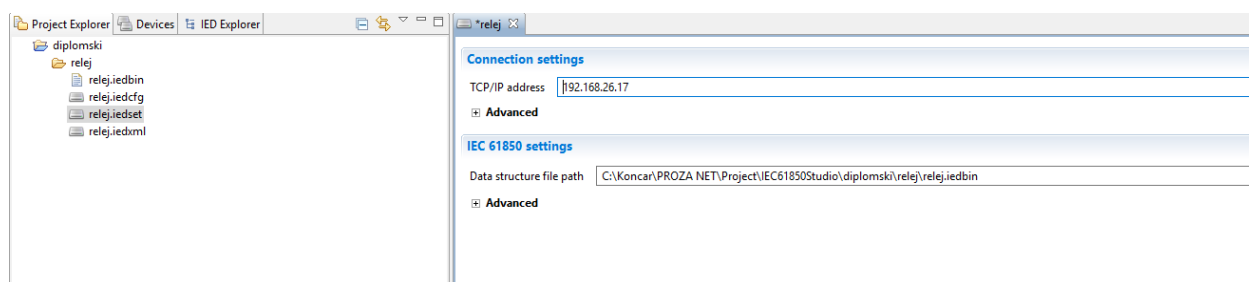 Project Explorer Devices IED Explorer
diplomski
relej
relej.iedbin
relej.iedcfg
relej.iedset
relej.iedxml
*relej
Connection settings
TCP/IP address 192.168.26.17
Advanced
IEC 61850 settings
Data structure file path C:\Koncar\PROZA NET\Project\IEC61850Studio\diplomski\relej\relej.iedbin
Advanced